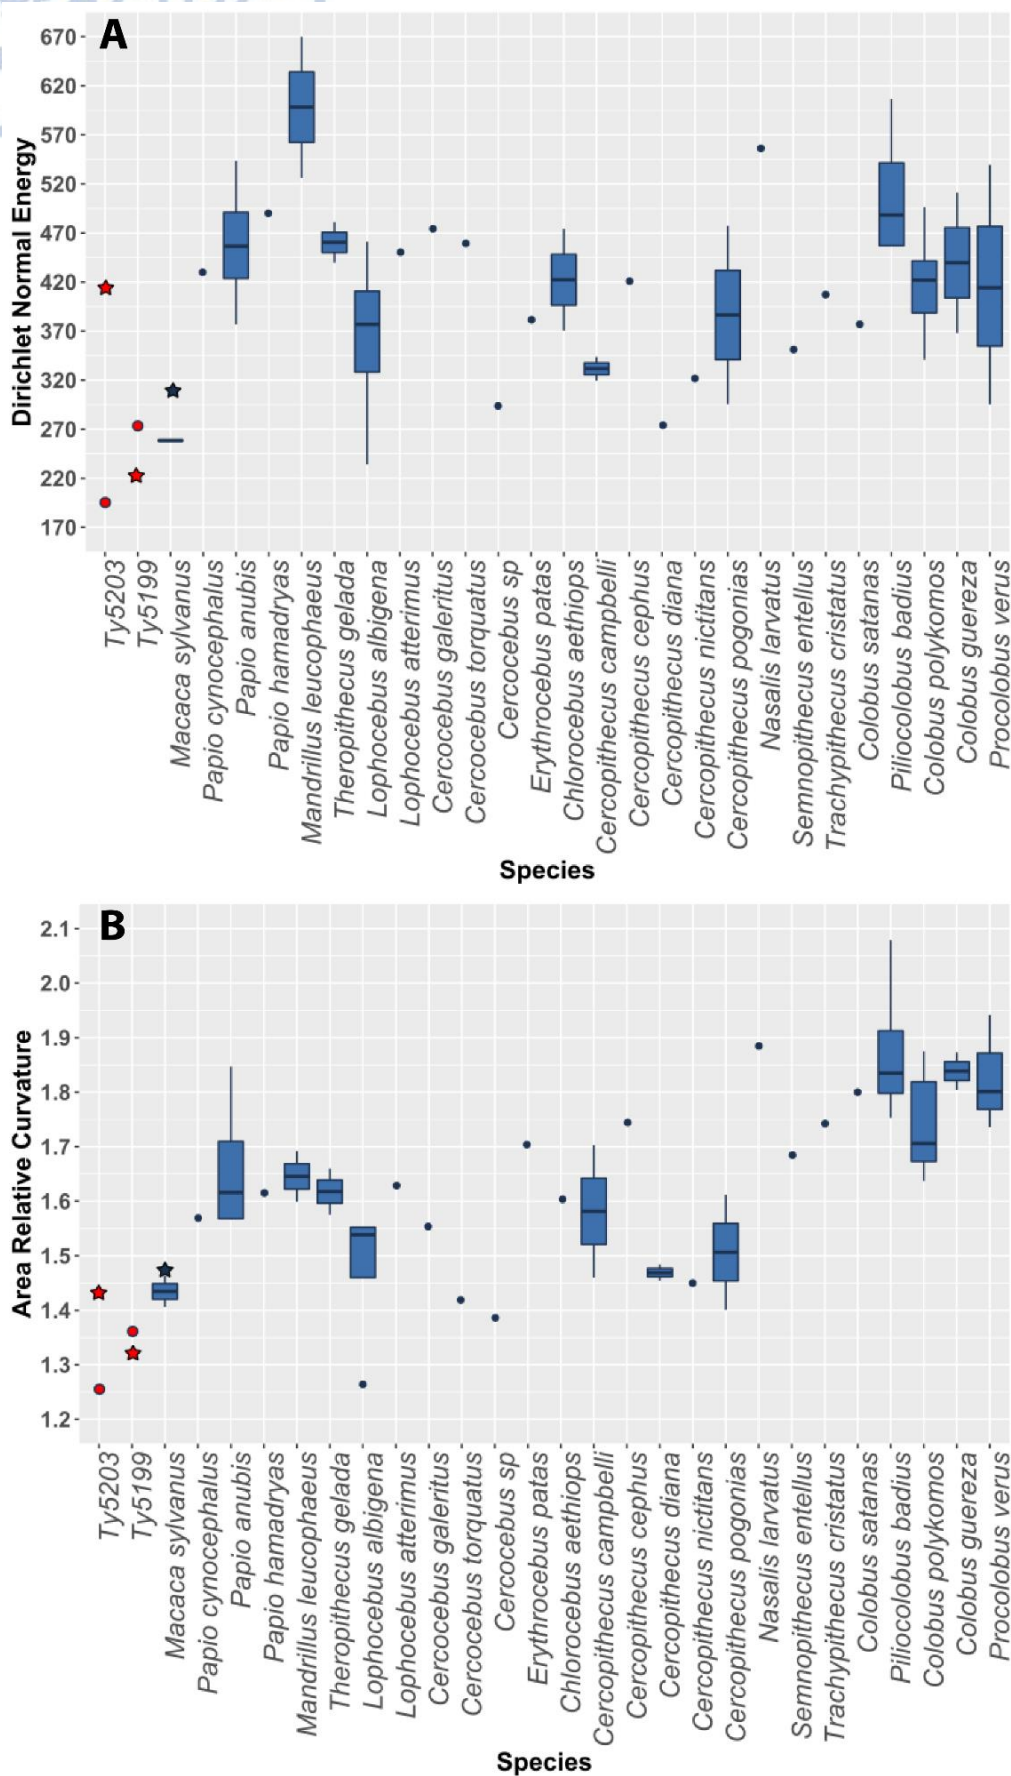 A
670
620
570
520
470
420
370
320
270
220
170
Dirichlet Normal Energy
Ty5203
Ty5199
Macaca sylvanus
Papio cynocephalus
Papio anubis
Papio hamadryas
Mandrillus leucophaeus
Theropithecus gelada
Lophocebus albigena
Lophocebus atterimus
Cercocebus galeritus
Cercocebus torquatus
Cercocebus sp
Erythrocebus patas
Chlorocebus aethiops
Cercopithecus campbelli
Cercopithecus cephus
Cercopithecus diana
Cercopithecus nictitans
Cercopithecus pogonias
Nasalis larvatus
Semnopithecus entellus
Trachypithecus cristatus
Colobus satanas
Piliocolobus badius
Colobus polykomos
Colobus guereza
Procolobus verus
Species
B
2.1
2.0
1.9
1.8
1.7
1.6
1.5
1.4
1.3
1.2
Area Relative Curvature
Ty5203
Ty5199
Macaca sylvanus
Papio cynocephalus
Papio anubis
Papio hamadryas
Mandrillus leucophaeus
Theropithecus gelada
Lophocebus albigena
Lophocebus atterimus
Cercocebus galeritus
Cercocebus torquatus
Cercocebus sp
Erythrocebus patas
Chlorocebus aethiops
Cercopithecus campbelli
Cercopithecus cephus
Cercopithecus diana
Cercopithecus nictitans
Cercopithecus pogonias
Nasalis larvatus
Semnopithecus entellus
Trachypithecus cristatus
Colobus satanas
Piliocolobus badius
Colobus polykomos
Colobus guereza
Procolobus verus
Species